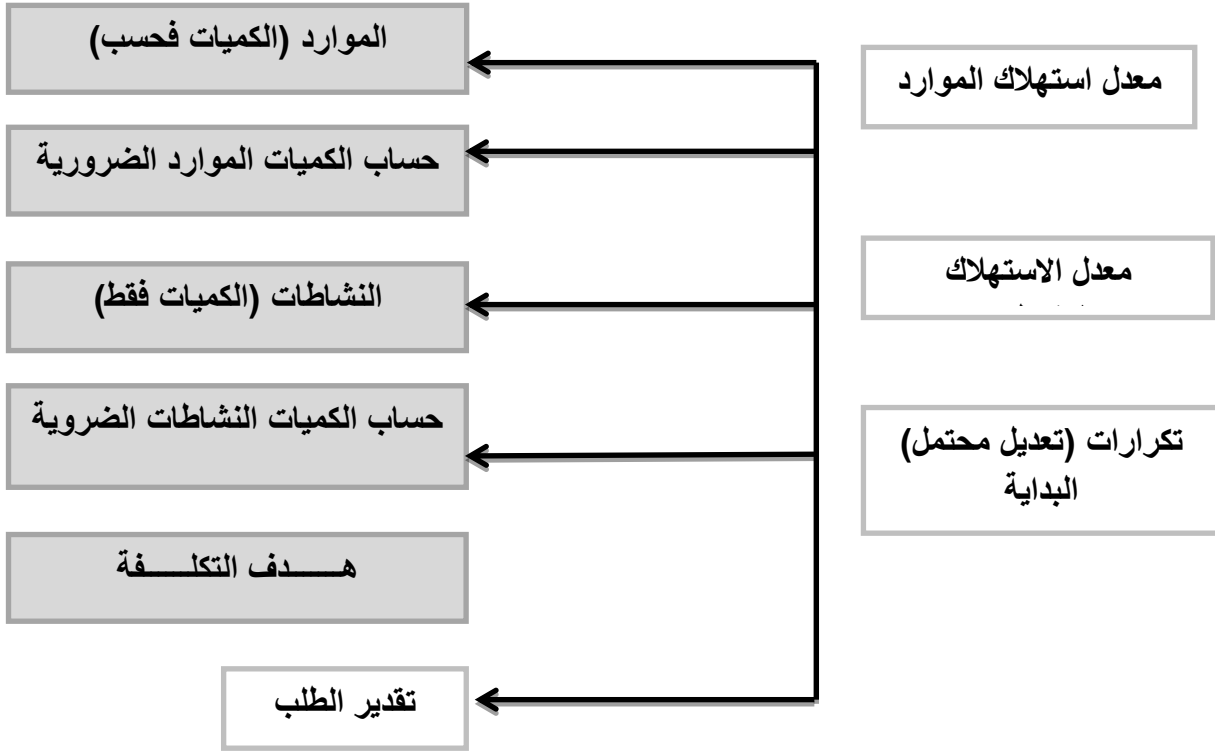 الموارد (الكميات فحسب)
معدل استهلاك الموارد
حساب الكميات الموارد الضرورية
معدل الاستهلاك
النشاطات (الكميات فقط)
حساب الكميات النشاطات الضروية
تكرارات (تعديل محتمل)
البداية
هـــــدف التكلـــــفة
تقدير الطلب